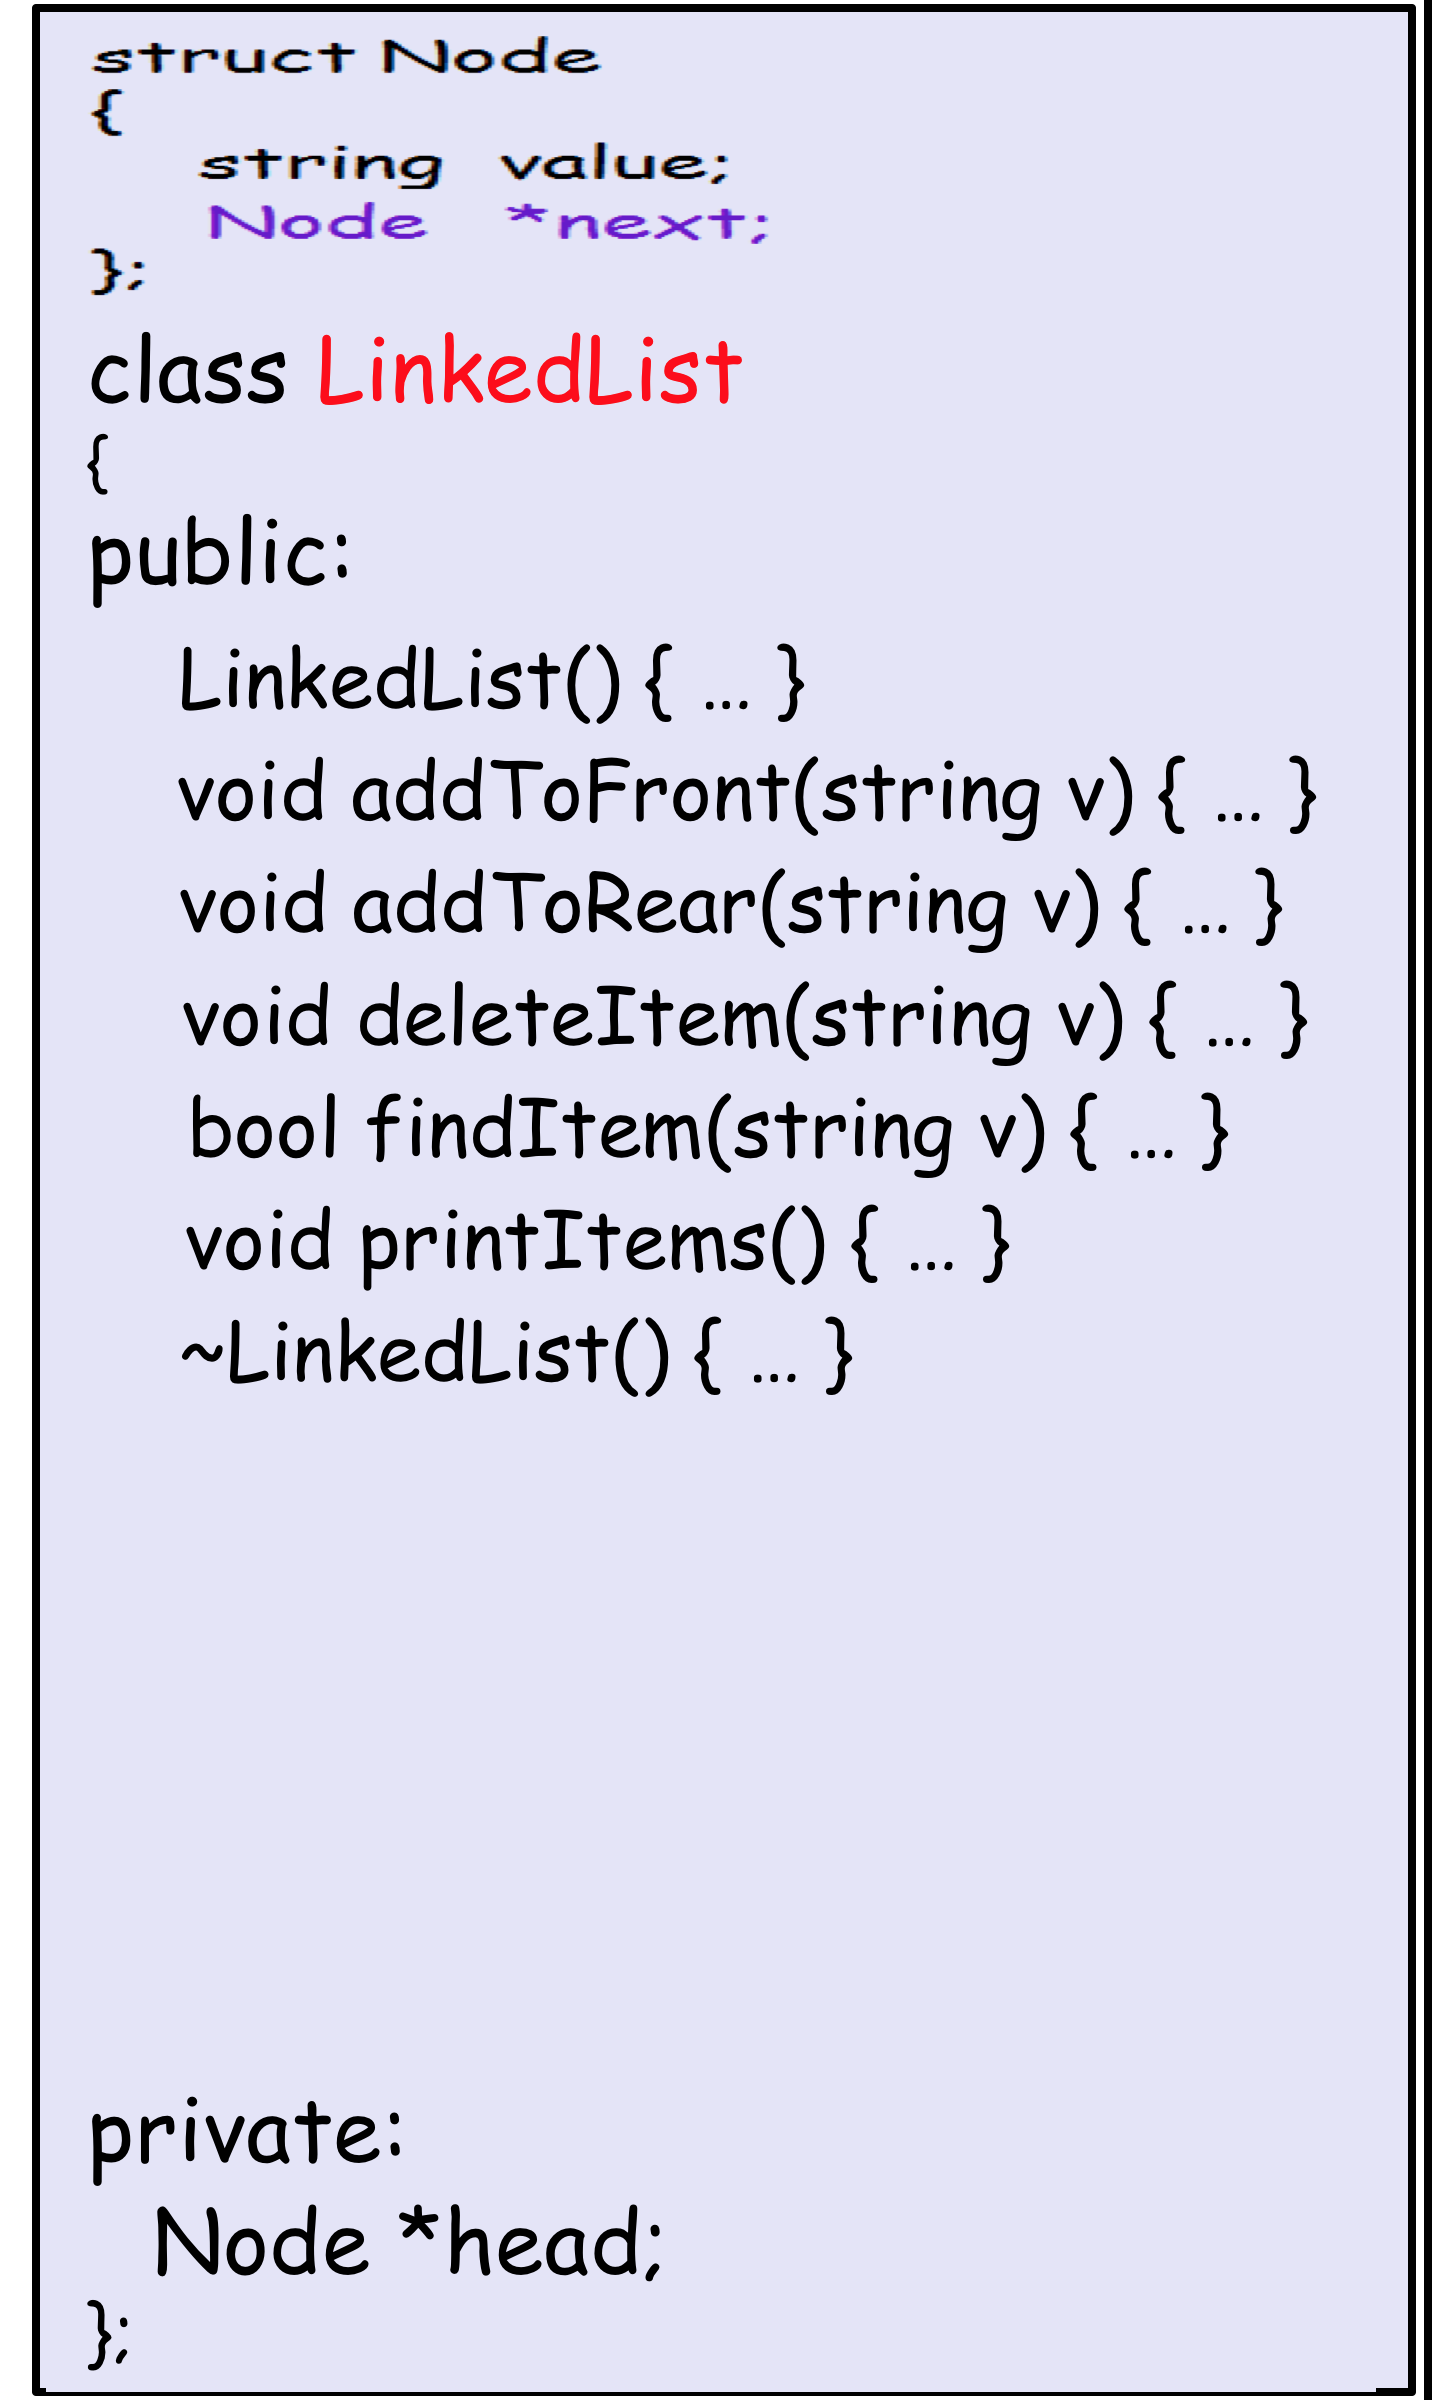 struct Node
{
string value;
Node *next;
};
class LinkedList
{
public:
LinkedList() { … }
void addToFront(string v) { … }
void addToRear(string v) { … }
void deleteItem(string v) { … }
bool findItem(string v) { … }
void printItems() { … }
~LinkedList() { … }
private:
Node *head;
};